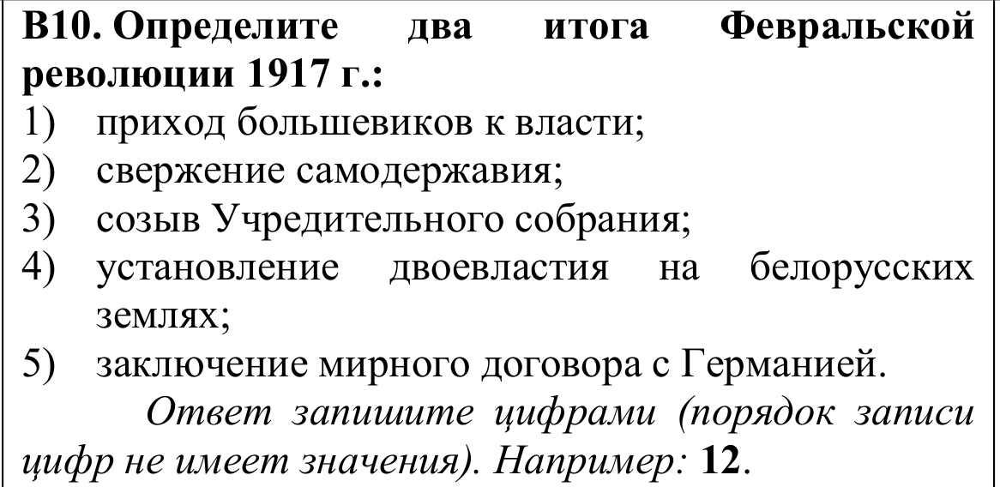 В10. Определите два итога Февральской
революции 1917 г.:
1) приход большевиков к власти;
2) свержение самодержавия;
3) созыв Учредительного собрания;
4) установление двоевластия на белорусских
землях;
5) заключение мирного договора с Германией.
Ответ запишите цифрами (порядок записи
цифр не имеет значения). Например: 12.